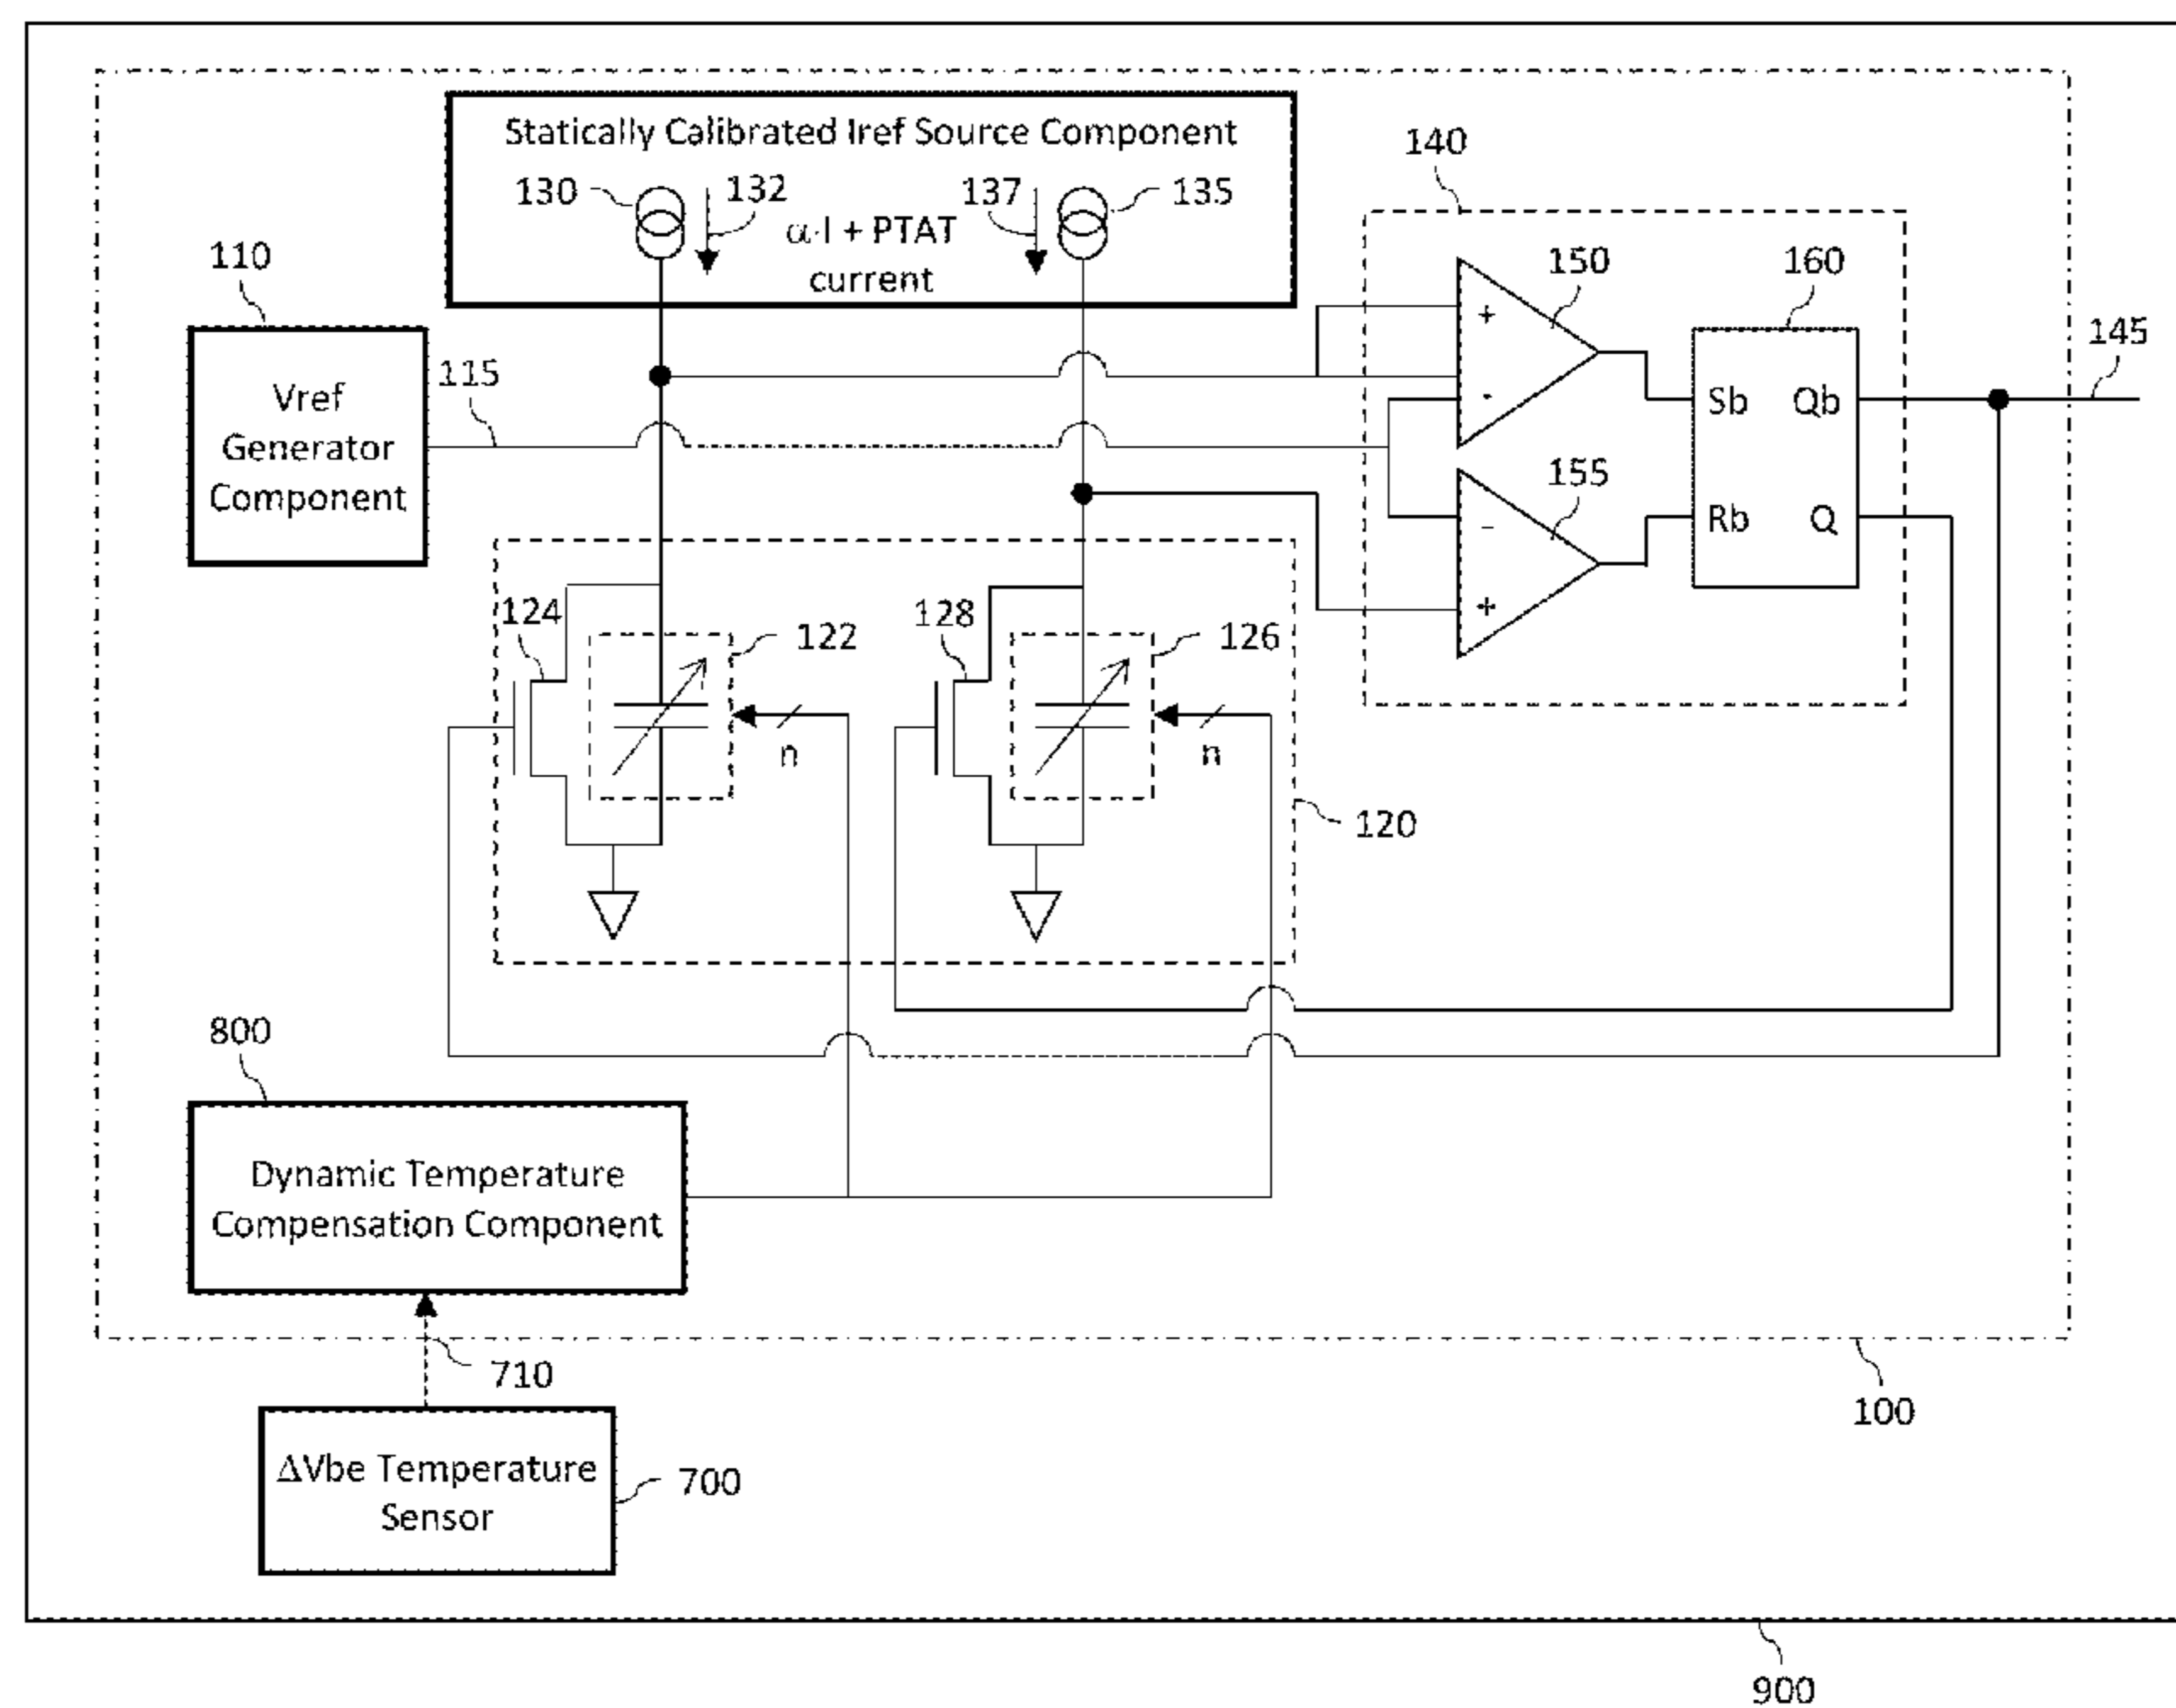 Statically Calibrated Iref Source Component
130
132
137
135
α·I + PTAT
current
140
110
150
160
145
115
Vref
Generator
Component
+
-
Sb
Qb
155
-
+
Rb
Q
124
122
128
126
n
n
120
800
Dynamic Temperature
Compensation Component
710
100
ΔVbe Temperature
Sensor
700
900